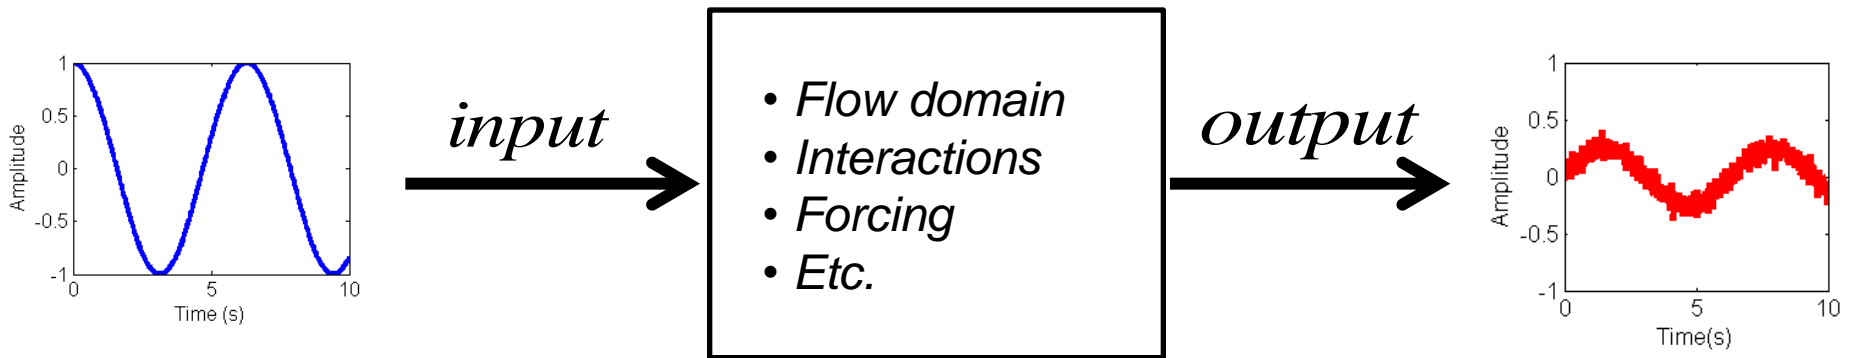 1
0.5
0
-0.5
-1
Amplitude
0
5
10
Time (s)
input
• Flow domain
• Interactions
• Forcing
• Etc.
output
1
0.5
0
-0.5
-1
Amplitude
0
5
10
Time(s)